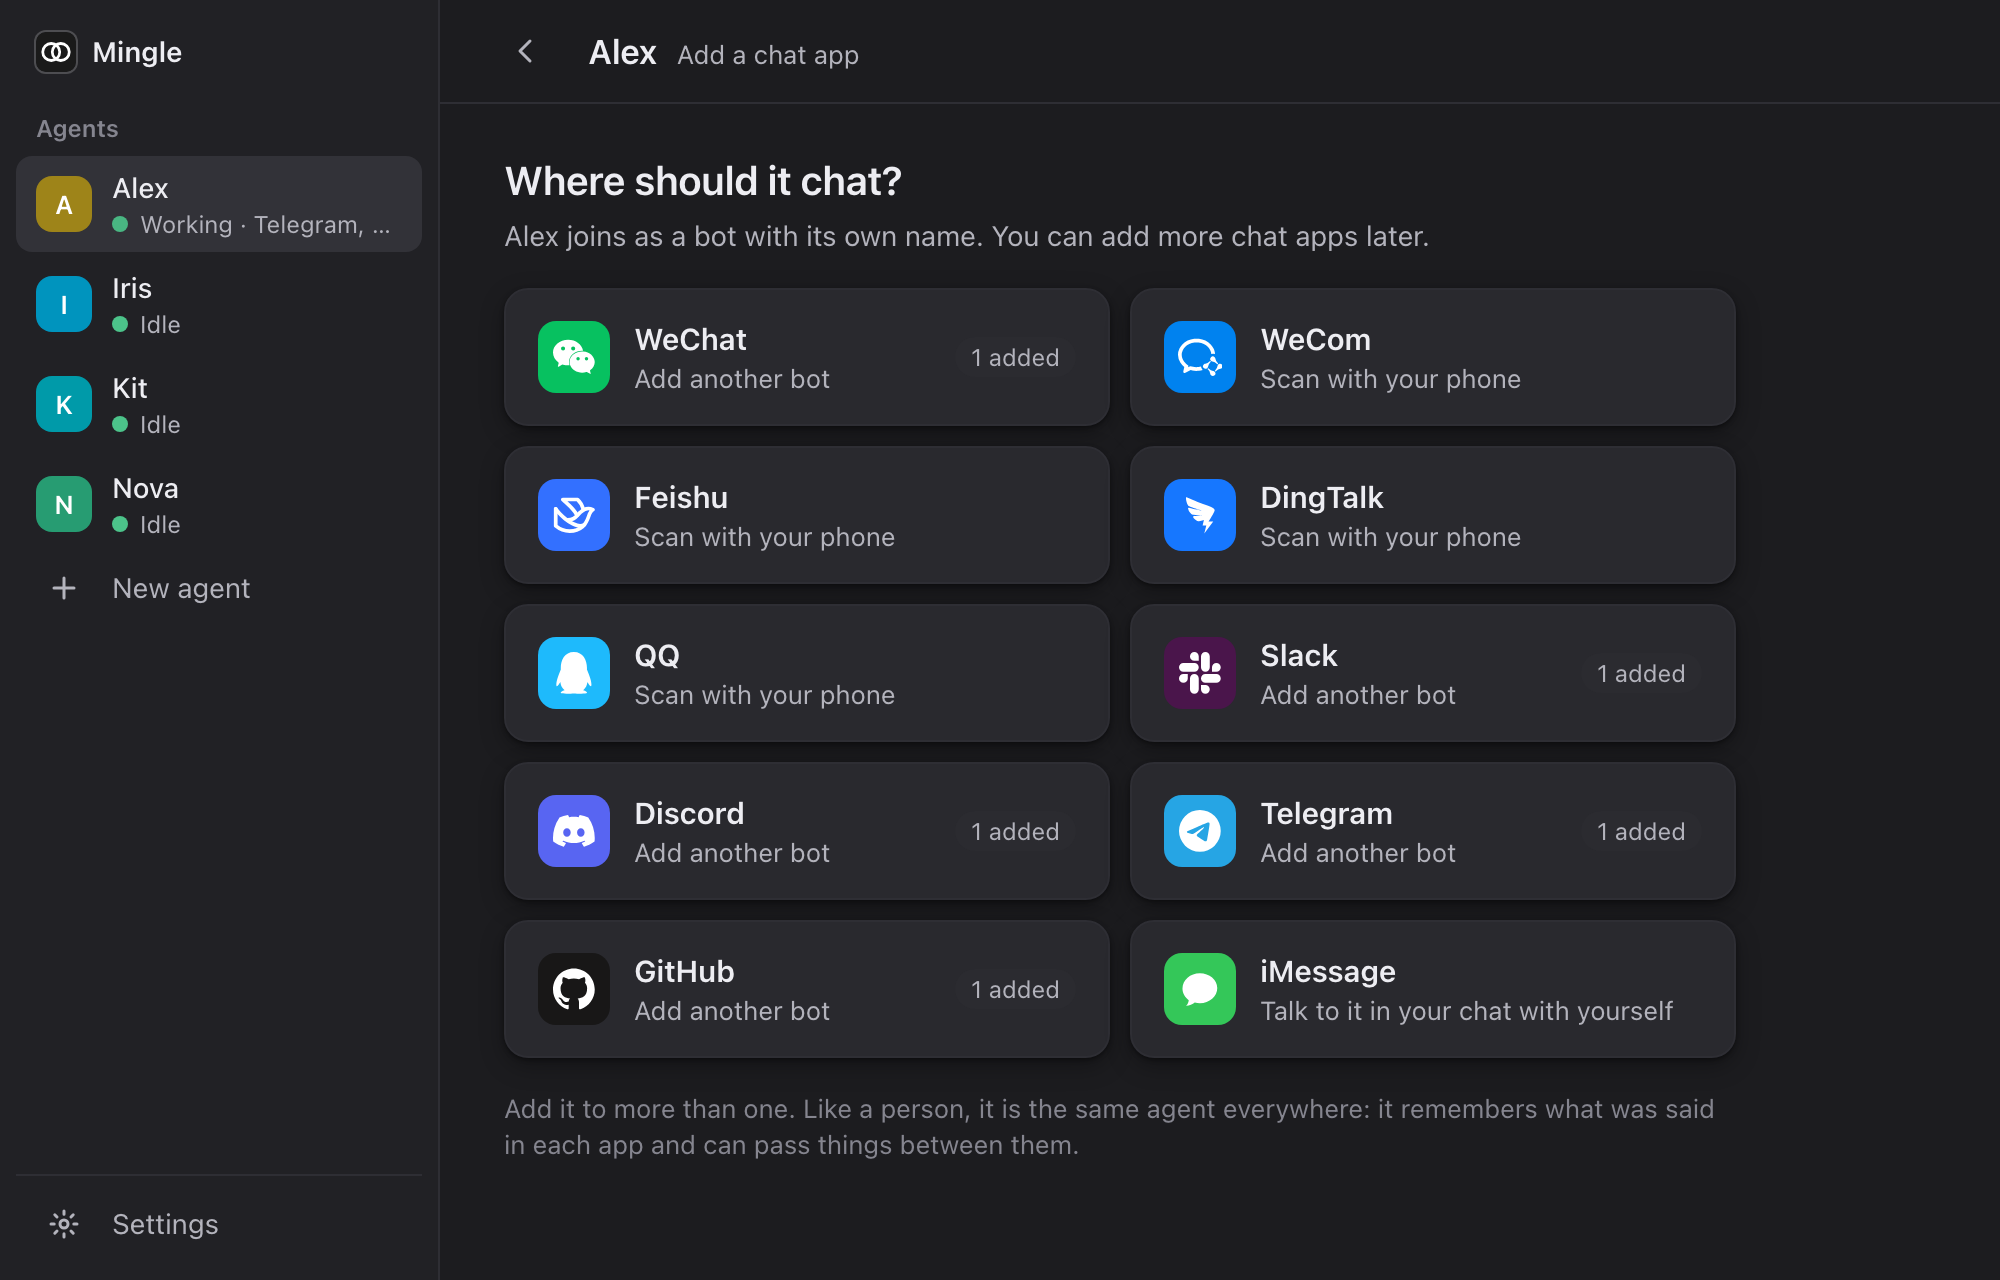 Mingle
Agents
A
Alex
Working · Telegram, ...
I
Iris
Idle
K
Kit
Idle
N
Nova
Idle
New agent
Settings
Alex Add a chat app
Where should it chat?
Alex joins as a bot with its own name. You can add more chat apps later.
WeChat
Add another bot
1 added
WeCom
Scan with your phone
Feishu
Scan with your phone
DingTalk
Scan with your phone
QQ
Scan with your phone
Slack
Add another bot
1 added
Discord
Add another bot
1 added
Telegram
Add another bot
1 added
GitHub
Add another bot
1 added
iMessage
Talk to it in your chat with yourself
Add it to more than one. Like a person, it is the same agent everywhere: it remembers what was said
in each app and can pass things between them.